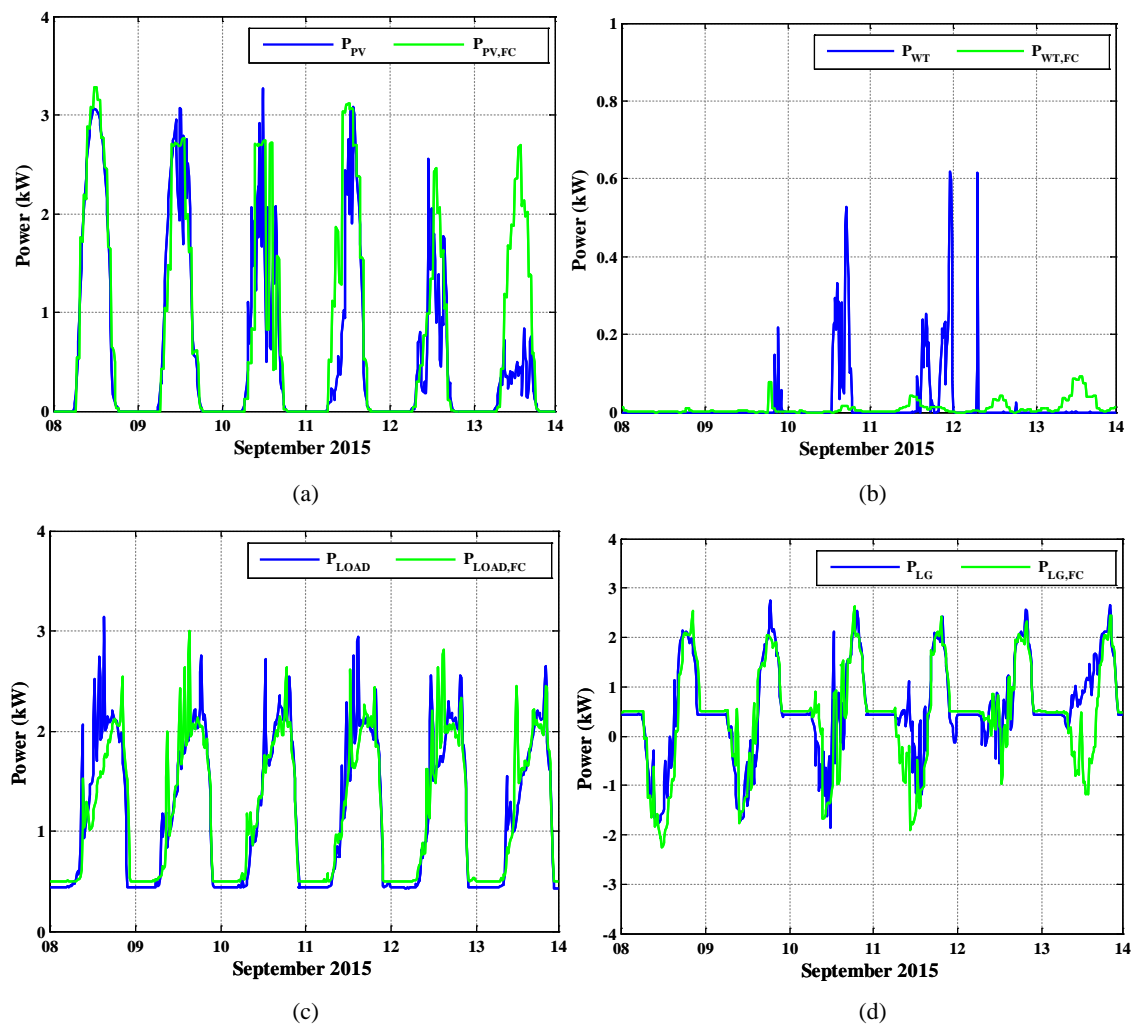 P_PV P_PV,FC
Power (kW)
4
3
2
1
0
08 09 10 11 12 13 14
September 2015
(a)
P_WT P_WT,FC
Power (kW)
1
0.8
0.6
0.4
0.2
0
08 09 10 11 12 13 14
September 2015
(b)
P_LOAD P_LOAD,FC
Power (kW)
4
3
2
1
0
08 09 10 11 12 13 14
September 2015
(c)
P_LG P_LG,FC
Power (kW)
4
3
2
1
0
-1
-2
-3
-4
08 09 10 11 12 13 14
September 2015
(d)